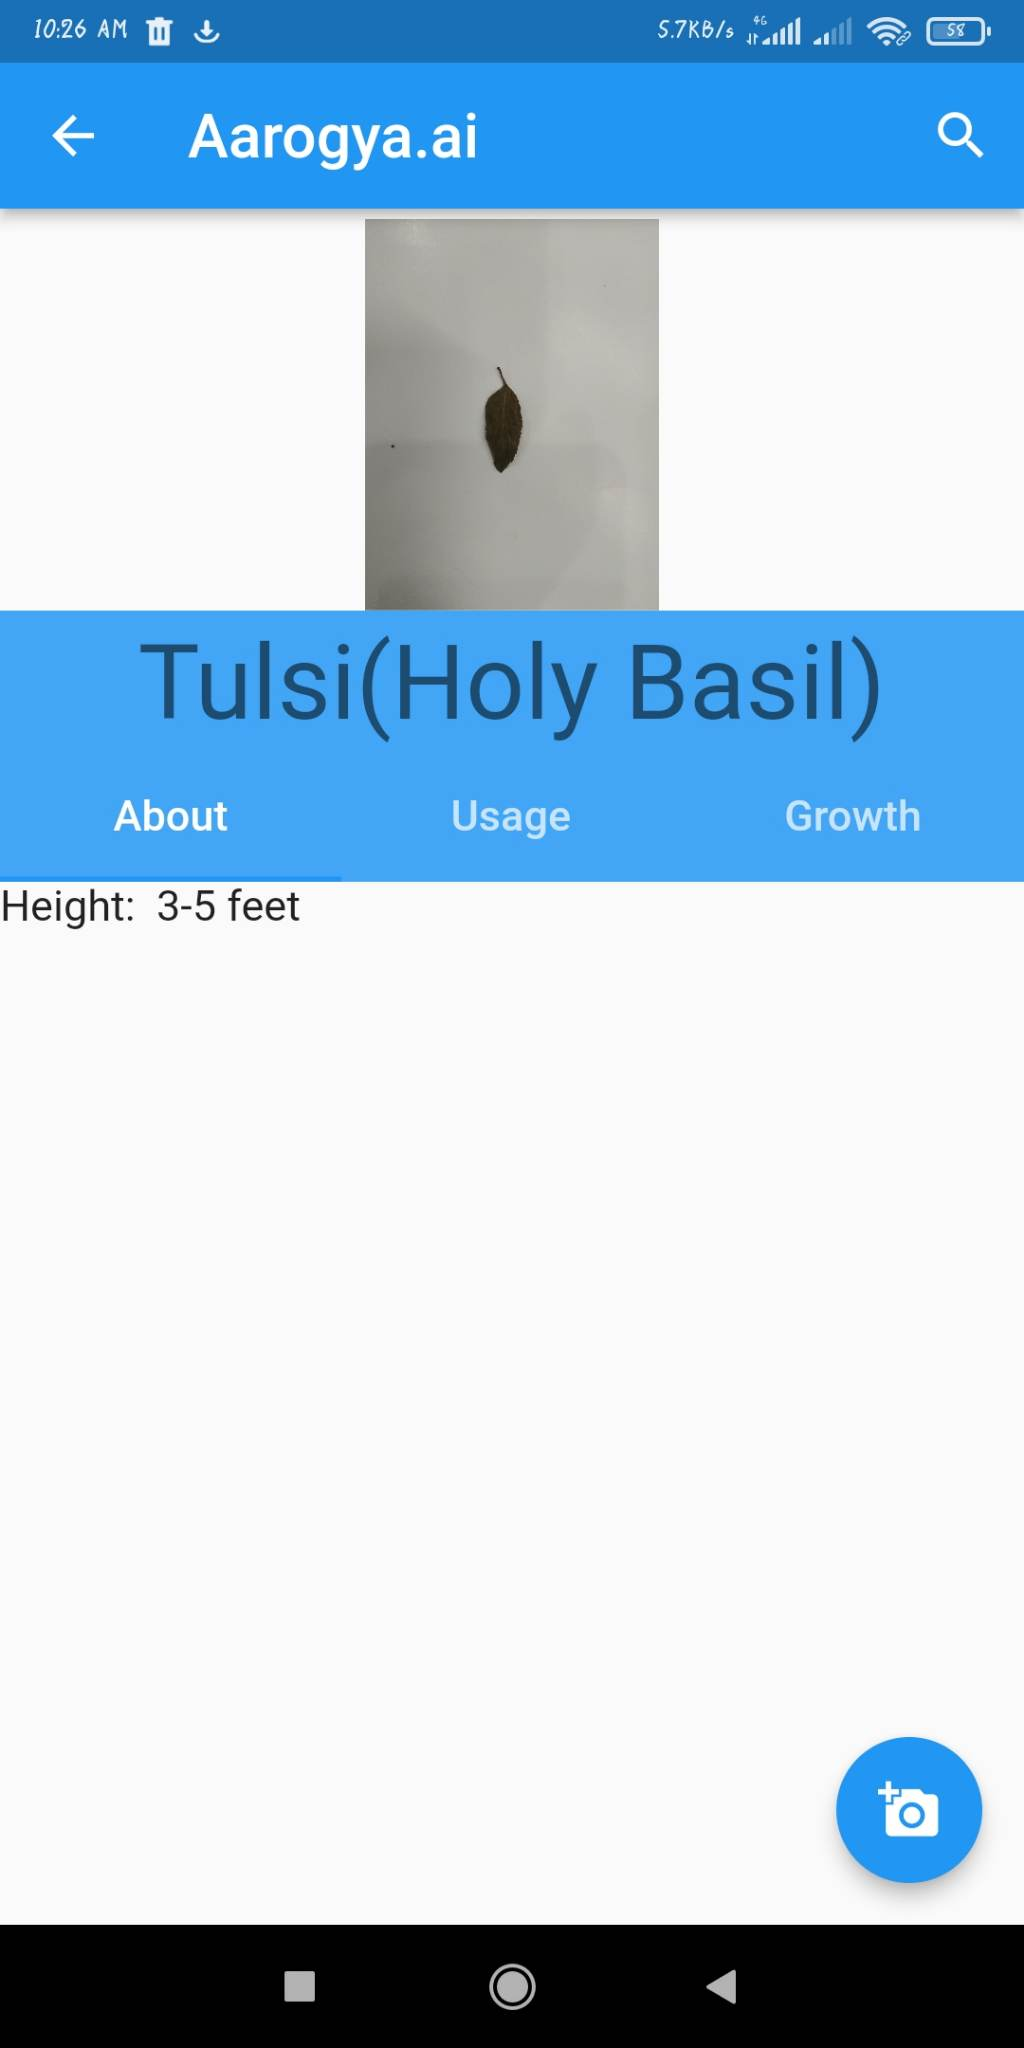 10:26 AM 5.7KB/s 4G 58
Aarogya.ai
Tulsi(Holy Basil)
About Usage Growth
Height:  3-5 feet